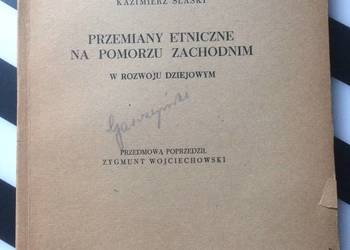 KAZIMIERZ ŚLASKI
PRZEMIANY ETNICZNE
NA POMORZU ZACHODNIM
W ROZWOJU DZIEJOWYM
PRZEDMOWĄ POPRZEDZIŁ
ZYGMUNT WOJCIECHOWSKI